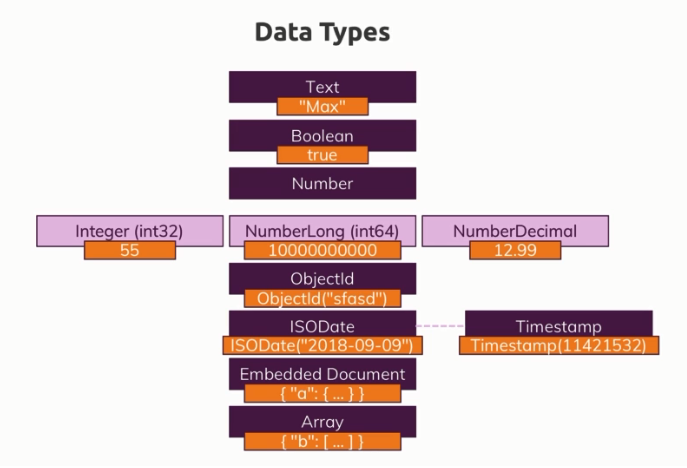 Data Types
Text
"Max"
Boolean
true
Number
Integer (int32)
55
NumberLong (int64)
10000000000
NumberDecimal
12.99
ObjectId
ObjectId("sfasd")
ISODate
ISODate("2018-09-09")
Timestamp
Timestamp(11421532)
Embedded Document
{ "a": { ... } }
Array
{ "b": [ ... ] }